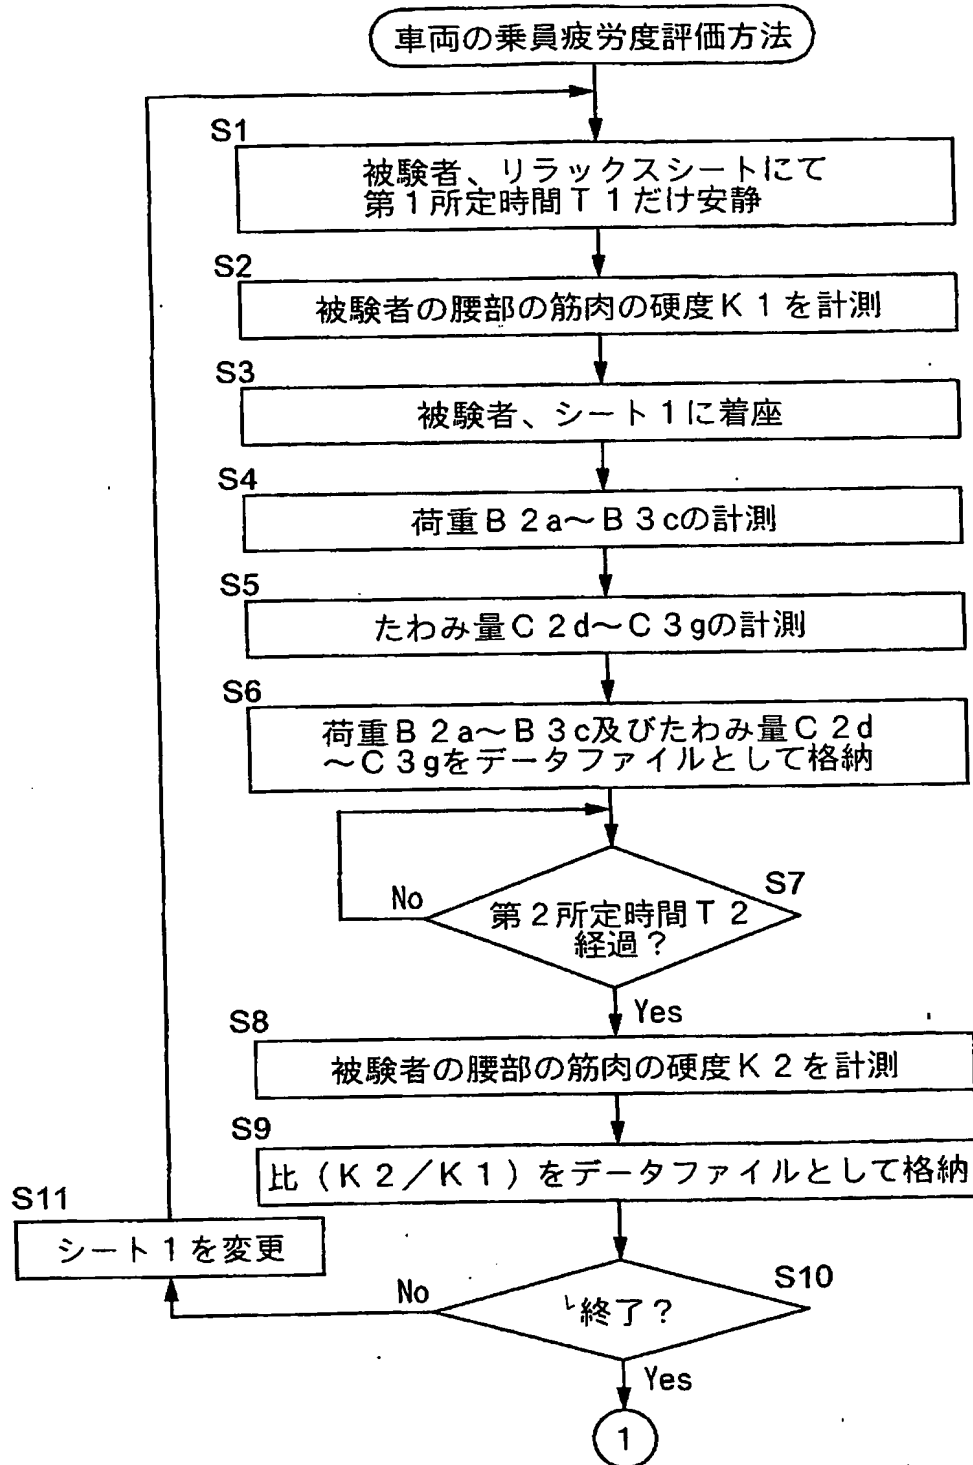 車両の乗員疲労度評価方法
S1
被験者、リラックスシートにて
第1所定時間T1だけ安静
S2
被験者の腰部の筋肉の硬度K1を計測
S3
被験者、シート1に着座
S4
荷重B2a~B3cの計測
S5
たわみ量C2d~C3gの計測
S6
荷重B2a~B3c及びたわみ量C2d
~C3gをデータファイルとして格納
S7
No
第2所定時間T2
経過?
Yes
S8
被験者の腰部の筋肉の硬度K2を計測
S9
比(K2/K1)をデータファイルとして格納
S11
シート1を変更
S10
No
終了?
Yes
1